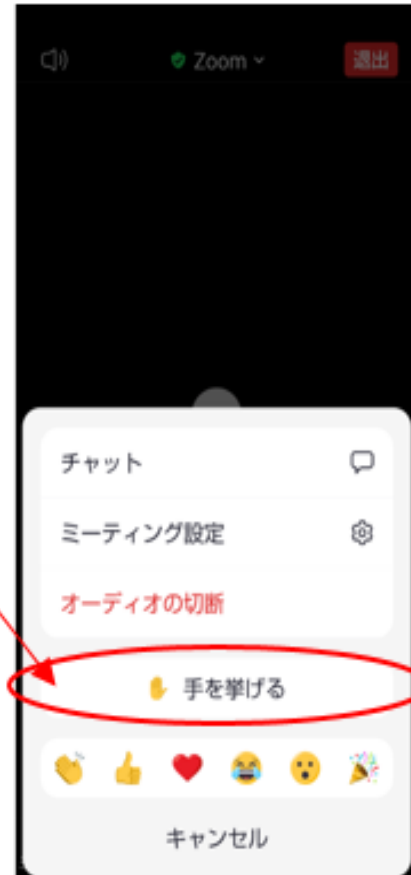 Zoom
退出
チャット
ミーティング設定
オーディオの切断
手を挙げる
キャンセル